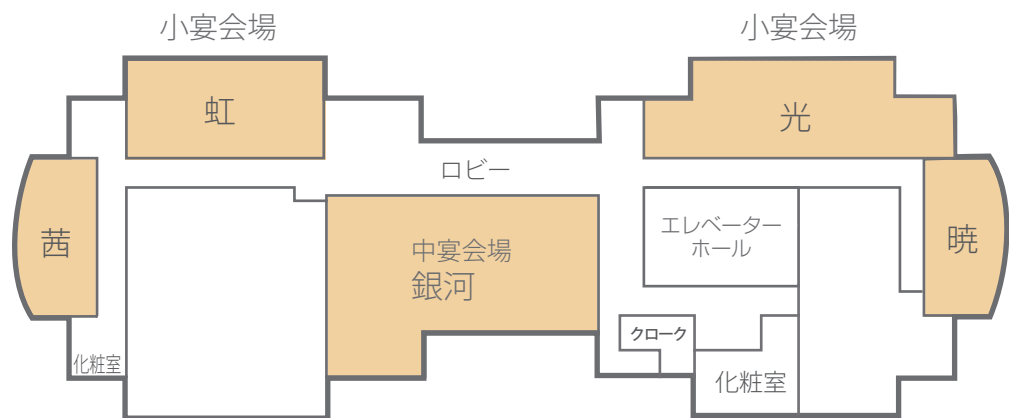 小宴会場
小宴会場
虹
光
ロビー
茜
中宴会場
銀河
エレベーター
ホール
暁
クローク
化粧室
化粧室